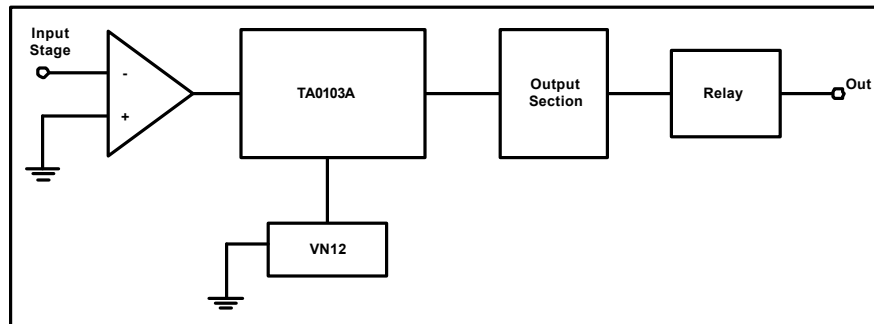 Input
Stage
-
+
TA0103A
Output
Section
Relay
Out
VN12